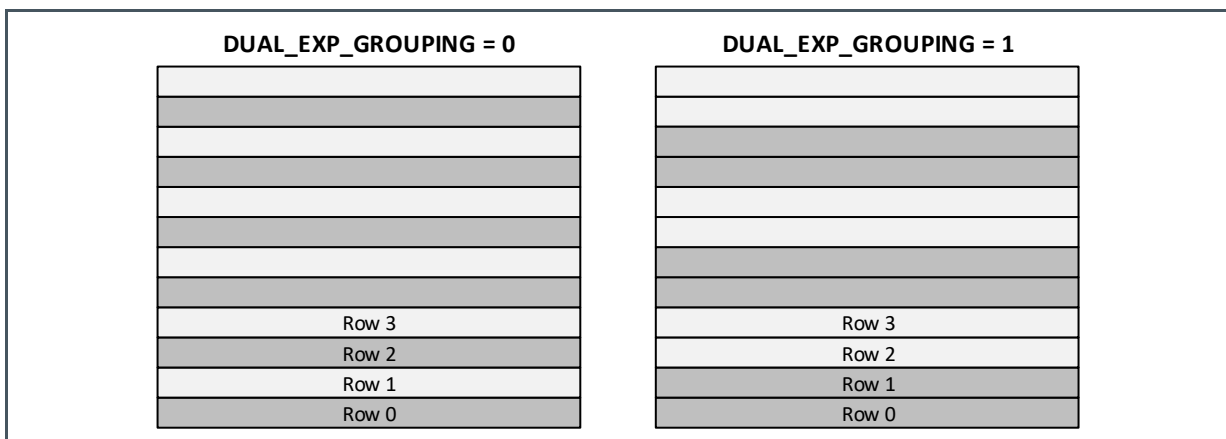 DUAL_EXP_GROUPING = 0
DUAL_EXP_GROUPING = 1
Row 3
Row 2
Row 1
Row 0
Row 3
Row 2
Row 1
Row 0